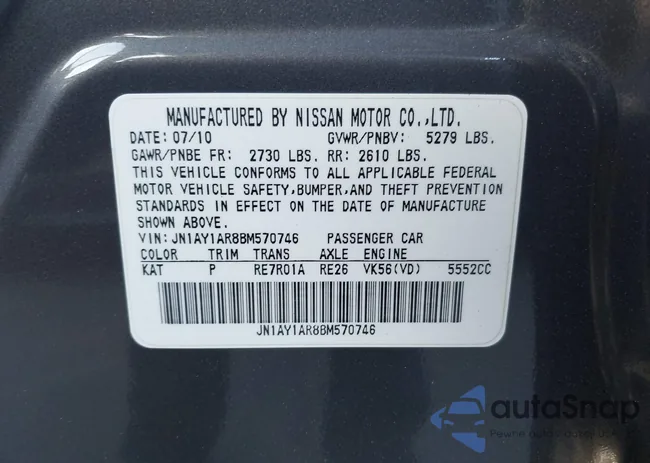 MANUFACTURED BY NISSAN MOTOR CO.,LTD.
DATE: 07/10 GVWR/PNBV: 5279 LBS.
GAWR/PNBE FR: 2730 LBS. RR: 2610 LBS.
THIS VEHICLE CONFORMS TO ALL APPLICABLE FEDERAL
MOTOR VEHICLE SAFETY,BUMPER,AND THEFT PREVENTION
STANDARDS IN EFFECT ON THE DATE OF MANUFACTURE
SHOWN ABOVE.
VIN: JN1AY1AR8BM570746 PASSENGER CAR
COLOR TRIM TRANS AXLE ENGINE
KAT P RE7R01A RE26 VK56(VD) 5552CC
JN1AY1AR8BM570746
autoSnap